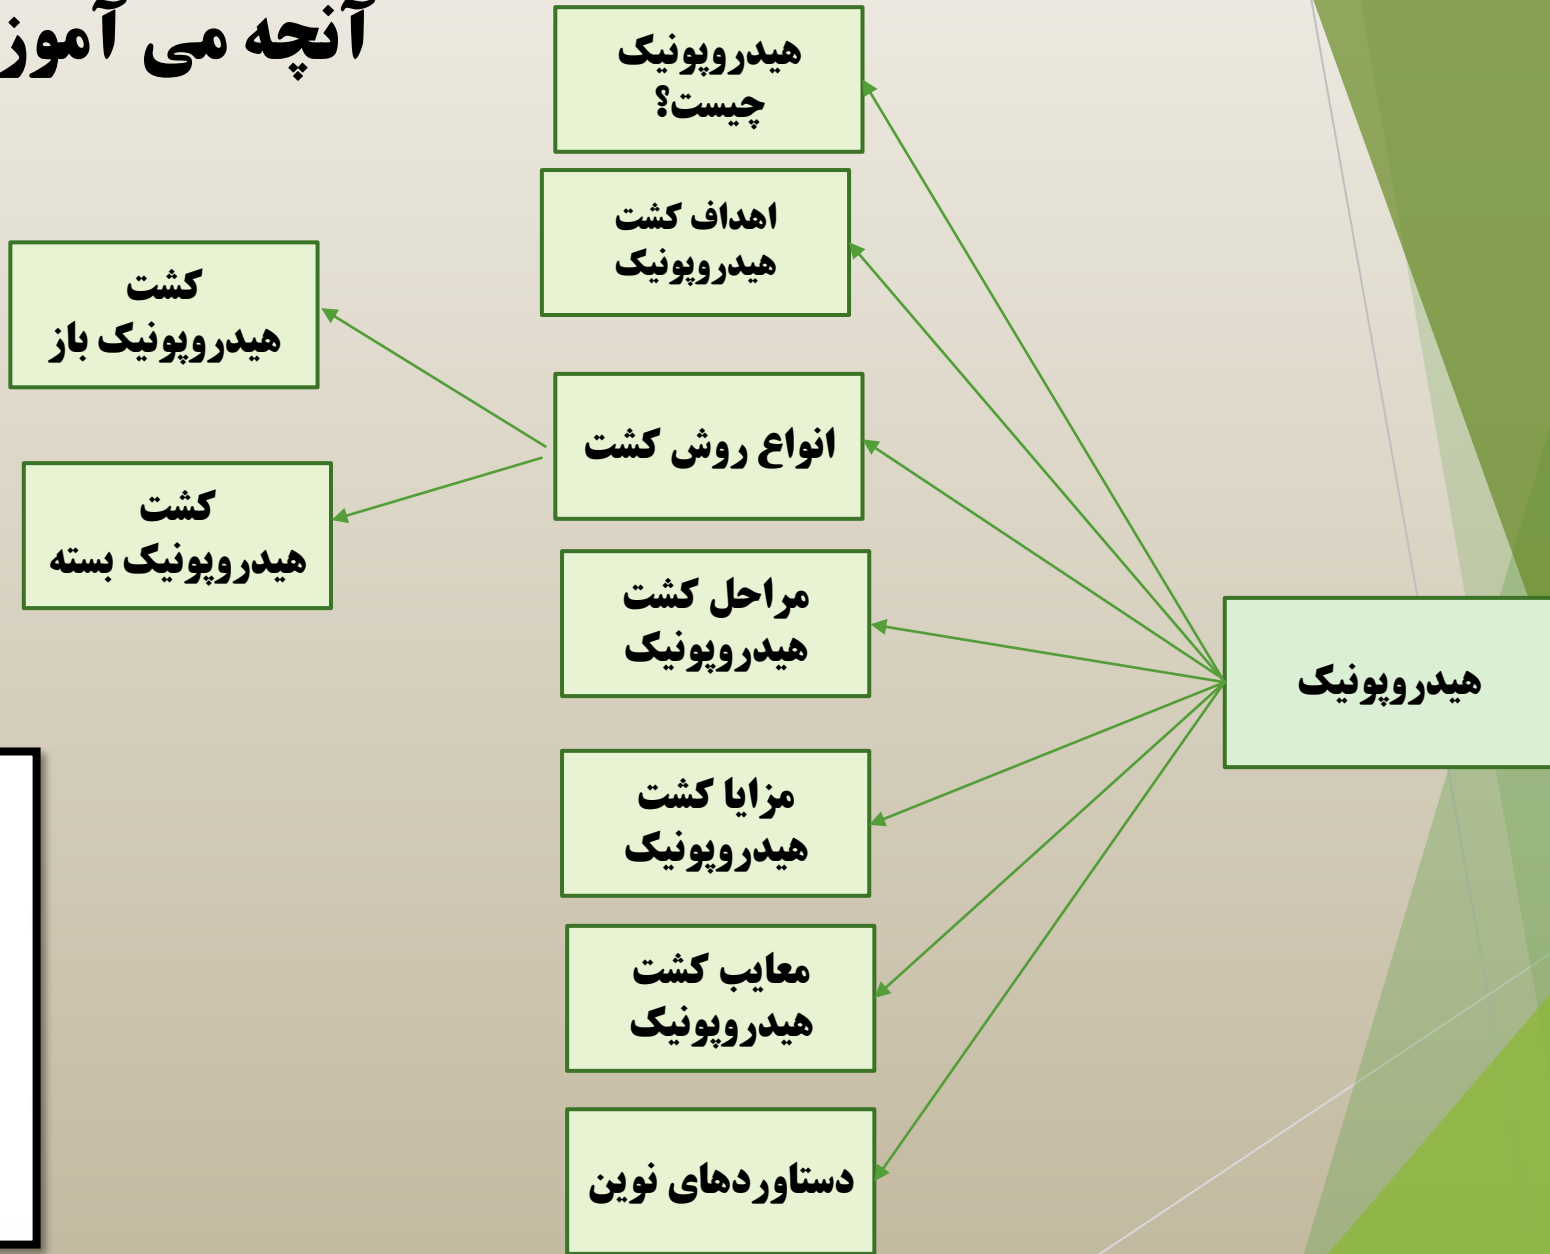 آنچه می آموز
هیدروپونیک
هیدروپونیک
چیست؟
اهداف کشت
هیدروپونیک
انواع روش کشت
کشت
هیدروپونیک باز
کشت
هیدروپونیک بسته
مراحل کشت
هیدروپونیک
مزایا کشت
هیدروپونیک
معایب کشت
هیدروپونیک
دستاوردهای نوین